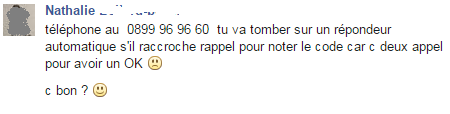 Nathalie
téléphone au 0899 96 96 60 tu va tomber sur un répondeur
automatique s'il raccroche rappel pour noter le code car c deux appel
pour avoir un OK
c bon ?